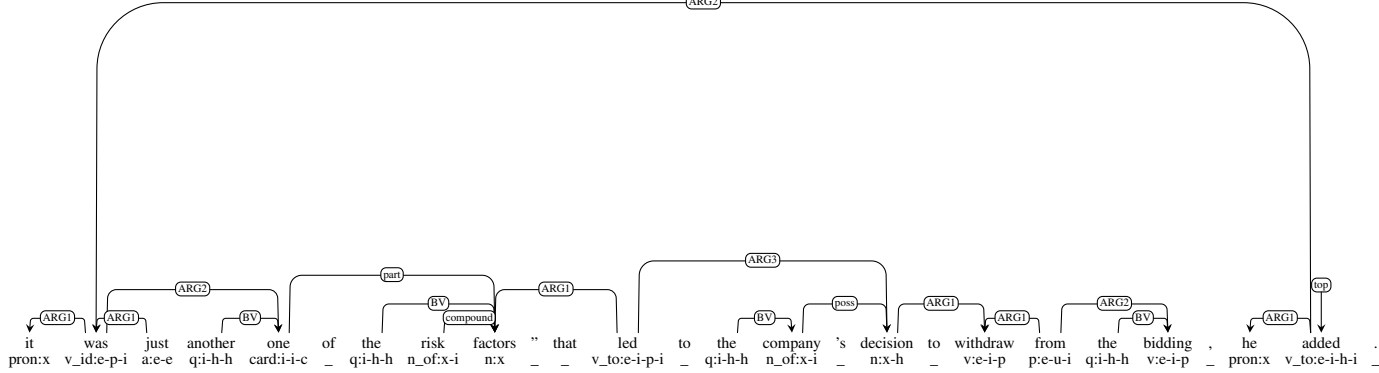 ARG2
top
ARG3
part
ARG2 ARG1
BV poss ARG1 ARG2
ARG1 ARG1 BV compound BV ARG1 BV ARG1
it was just another one of the risk factors ” that led to the company 's decision to withdraw from the bidding , he added .
pron:x v_id:e-p-i a:e-e q:i-h-h card:i-i-c _ q:i-h-h n_of:x-i n:x _ _ v_to:e-i-p-i _ q:i-h-h n_of:x-i _ n:x-h _ v:e-i-p p:e-u-i q:i-h-h v:e-i-p _ pron:x v_to:e-i-h-i _